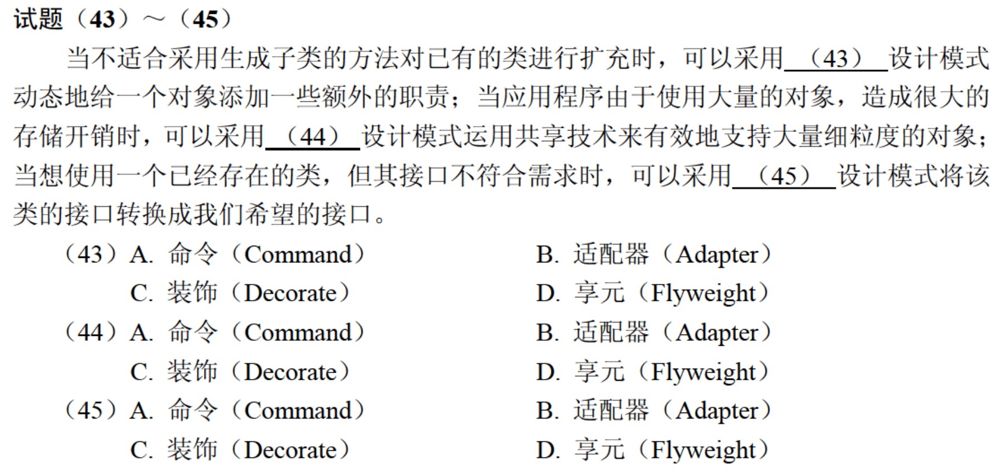 试题（43）～（45）
当不适合采用生成子类的方法对已有的类进行扩充时，可以采用 （43） 设计模式
动态地给一个对象添加一些额外的职责；当应用程序由于使用大量的对象，造成很大的
存储开销时，可以采用 （44） 设计模式运用共享技术来有效地支持大量细粒度的对象；
当想使用一个已经存在的类，但其接口不符合需求时，可以采用 （45） 设计模式将该
类的接口转换成我们希望的接口。
（43）A. 命令（Command） B. 适配器（Adapter）
C. 装饰（Decorate） D. 享元（Flyweight）
（44）A. 命令（Command） B. 适配器（Adapter）
C. 装饰（Decorate） D. 享元（Flyweight）
（45）A. 命令（Command） B. 适配器（Adapter）
C. 装饰（Decorate） D. 享元（Flyweight）